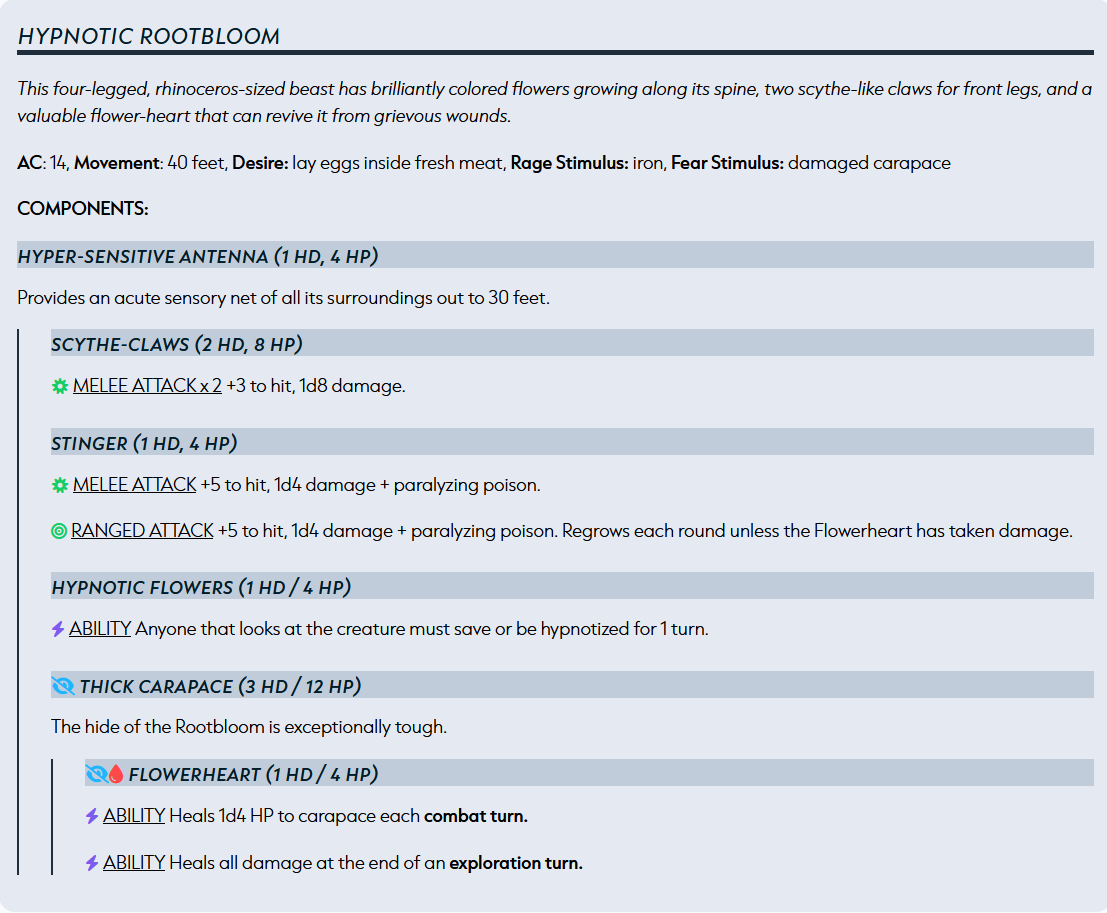 HYPNOTIC ROOTBLOOM
This four-legged, rhinoceros-sized beast has brilliantly colored flowers growing along its spine, two scythe-like claws for front legs, and a
valuable flower-heart that can revive it from grievous wounds.
AC: 14, Movement: 40 feet, Desire: lay eggs inside fresh meat, Rage Stimulus: iron, Fear Stimulus: damaged carapace
COMPONENTS:
HYPER-SENSITIVE ANTENNA (1 HD, 4 HP)
Provides an acute sensory net of all its surroundings out to 30 feet.
SCYTHE-CLAWS (2 HD, 8 HP)
MELEE ATTACK x 2 +3 to hit, 1d8 damage.
STINGER (1 HD, 4 HP)
MELEE ATTACK +5 to hit, 1d4 damage + paralyzing poison.
RANGED ATTACK +5 to hit, 1d4 damage + paralyzing poison. Regrows each round unless the Flowerheart has taken damage.
HYPNOTIC FLOWERS (1 HD / 4 HP)
ABILITY Anyone that looks at the creature must save or be hypnotized for 1 turn.
THICK CARAPACE (3 HD / 12 HP)
The hide of the Rootbloom is exceptionally tough.
FLOWERHEART (1 HD / 4 HP)
ABILITY Heals 1d4 HP to carapace each combat turn.
ABILITY Heals all damage at the end of an exploration turn.